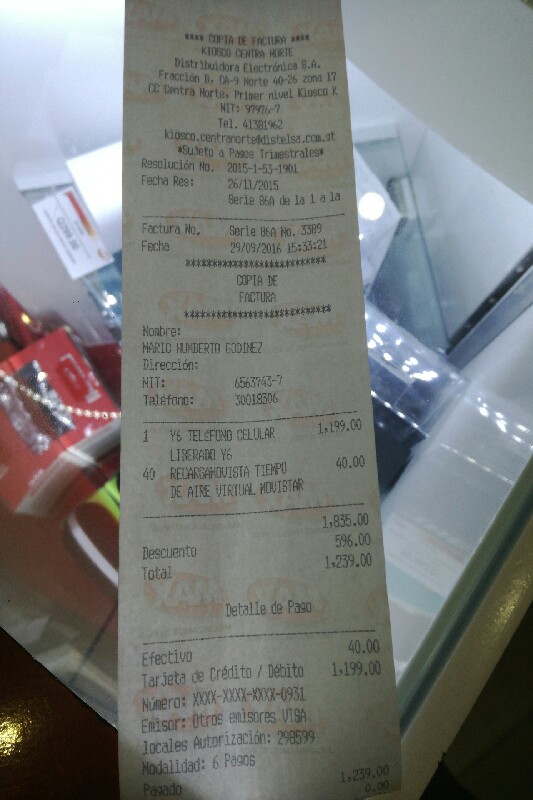 **** COPIA DE FACTURA ****
KIOSCO CENTRA NORTE
Distribuidora Electrónica S.A.
Fracción B, CA-9 Norte 40-26 zona 17
CC Centra Norte, Primer nivel Kiosco K
NIT: 97976-7
Tel. 41381962
kiosco.centranorte@distelsa.com.gt
*Sujeto a Pagos Trimestrales*
Resolución No. 2015-1-53-1901
Fecha Res: 26/11/2015
Serie 86A de la 1 a la
Factura No. Serie 86A No. 3389
Fecha 29/09/2016 15:33:21
****************************
COPIA DE
FACTURA
****************************
Nombre:
MARIO HUMBERTO GODINEZ
Dirección:
NIT: 6563743-7
Teléfono: 30018306
1 Y6 TELEFONO CELULAR 1,199.00
LIBERADO Y6
40 RECARGAMOVISTA TIEMPO 40.00
DE AIRE VIRTUAL MOVISTAR
1,835.00
Descuento 596.00
Total 1,239.00
Detalle de Pago
Efectivo 40.00
Tarjeta de Crédito / Débito 1,199.00
Número: XXXX-XXXX-XXXX-0931
Emisor: Otros emisores VISA
locales Autorización: 298599
Modalidad: 6 Pagos
Pagado 1,239.00
0.00